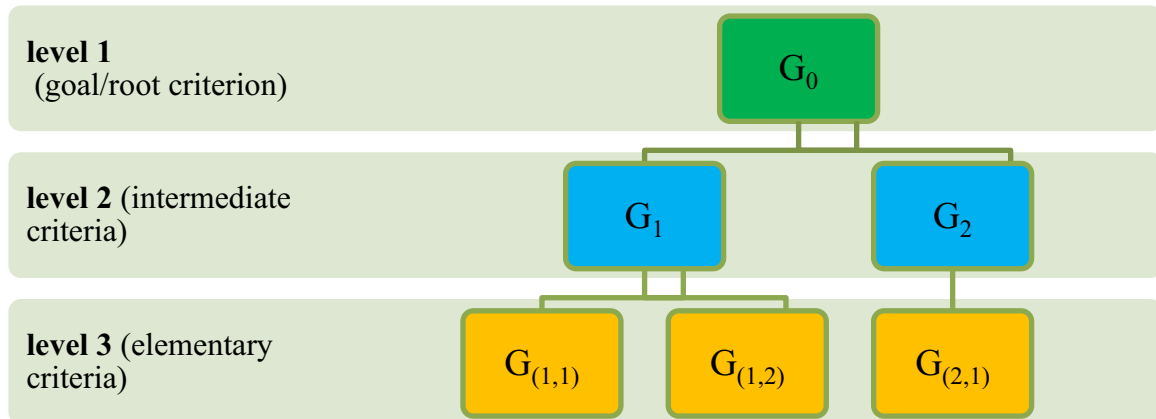 level 1
(goal/root criterion)
G₀
level 2 (intermediate
criteria)
G₁
G₂
level 3 (elementary
criteria)
G₍₁,₁₎
G₍₁,₂₎
G₍₂,₁₎